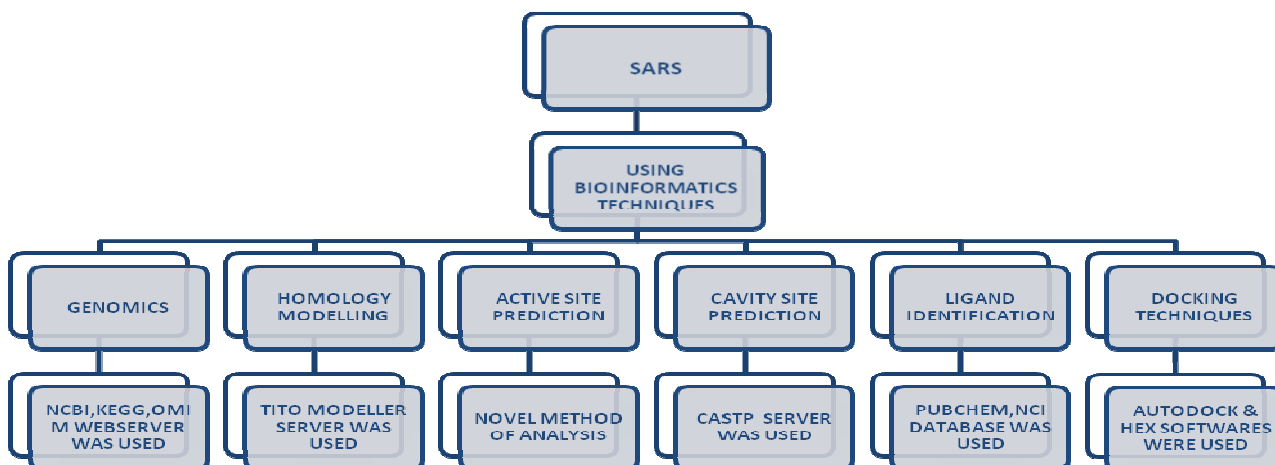 SARS
USING
BIOINFORMATICS
TECHNIQUES
GENOMICS
HOMOLOGY
MODELLING
ACTIVE SITE
PREDICTION
CAVITY SITE
PREDICTION
LIGAND
IDENTIFICATION
DOCKING
TECHNIQUES
NCBI,KEGG,OMI
M WEBSERVER
WAS USED
TITO MODELLER
SERVER WAS
USED
NOVEL METHOD
OF ANALYSIS
CASTP SERVER
WAS USED
PUBCHEM,NCI
DATABASE WAS
USED
AUTODOCK &
HEX SOFTWARES
WERE USED